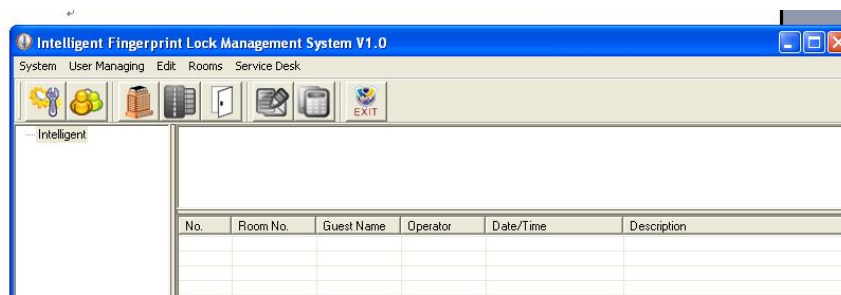 Intelligent Fingerprint Lock Management System V1.0
System User Managing Edit Rooms Service Desk
EXIT
Intelligent
No. Room No. Guest Name Operator Date/Time Description